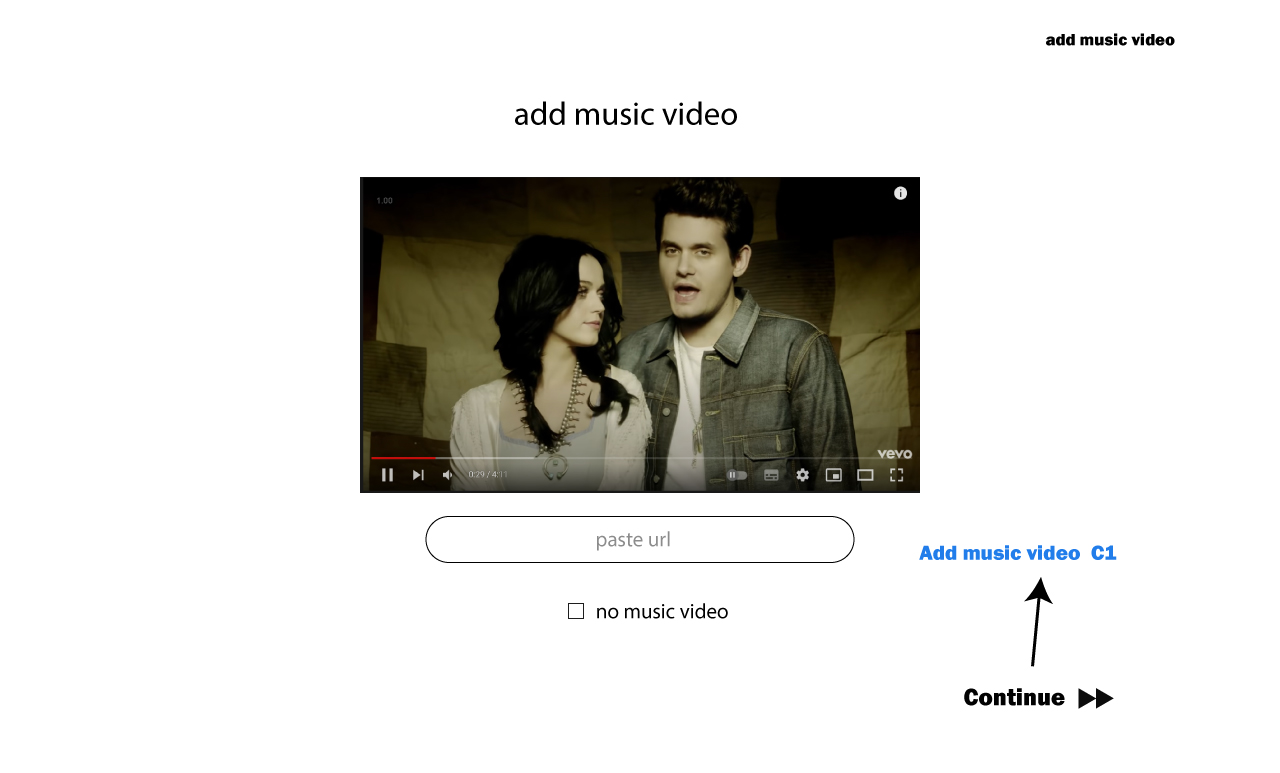 add music video
add music video
1.00
vevo
0:29 / 4:31
paste url
Add music video C1
no music video
Continue